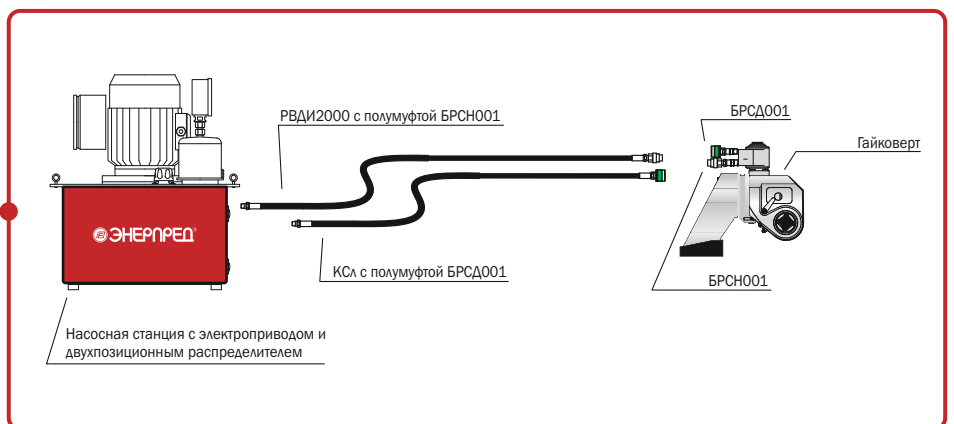 РВДИ2000 с полумуфтой БРСН001
БРСД001
Гайковерт
ЭНЕРПРЕД®
КСл с полумуфтой БРСД001
БРСН001
Насосная станция с электроприводом и
двухпозиционным распределителем